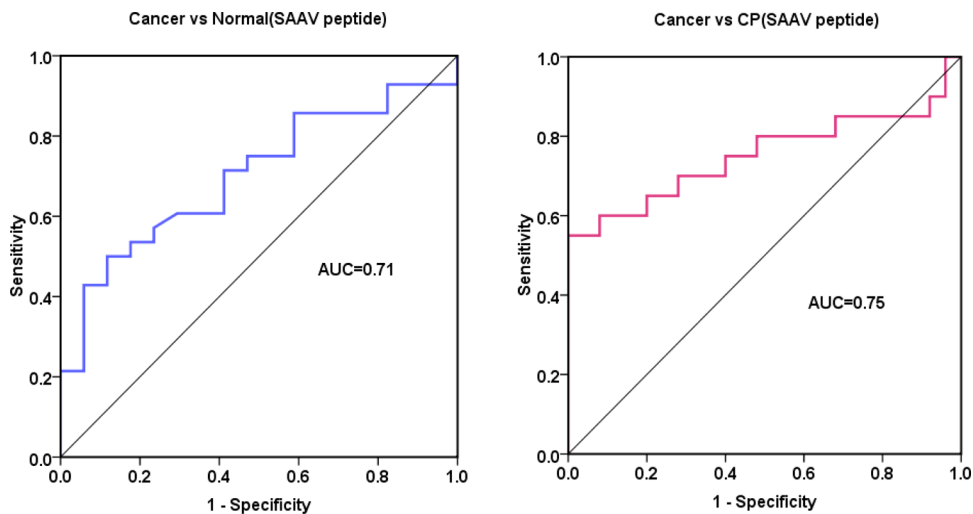 Cancer vs Normal(SAAV peptide)
1.0
0.8
0.6
0.4
0.2
0.0
Sensitivity
AUC=0.71
0.0 0.2 0.4 0.6 0.8 1.0
1 - Specificity
Cancer vs CP(SAAV peptide)
1.0
0.8
0.6
0.4
0.2
0.0
Sensitivity
AUC=0.75
0.0 0.2 0.4 0.6 0.8 1.0
1 - Specificity